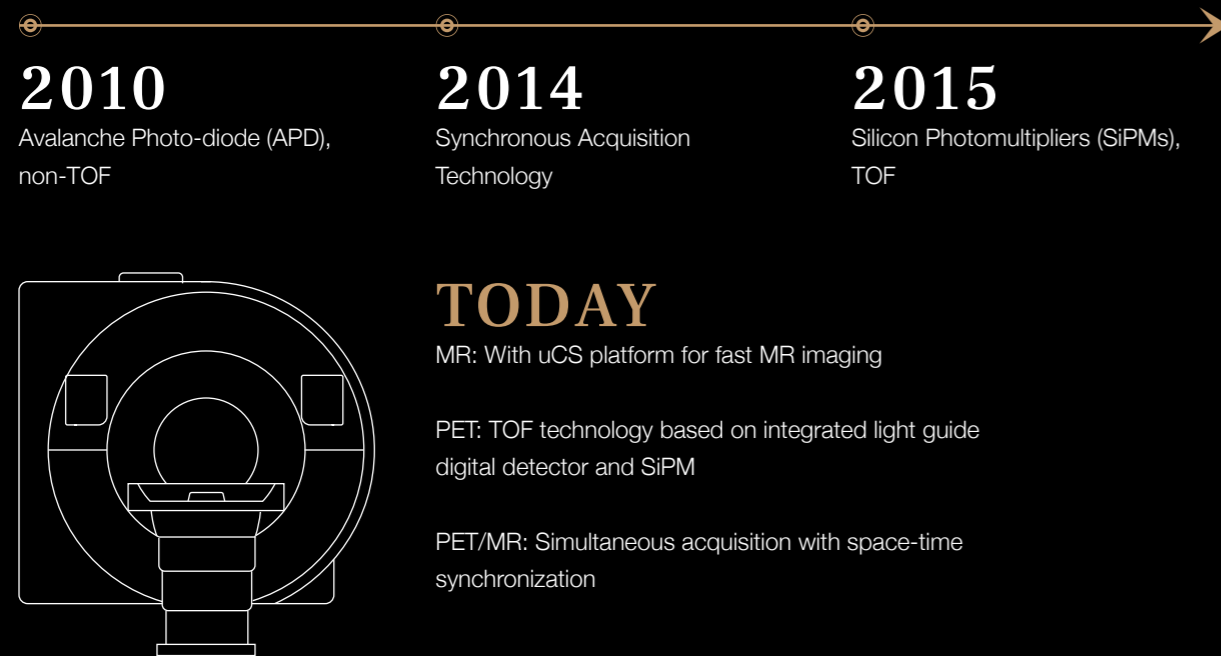 2010
Avalanche Photo-diode (APD),
non-TOF
2014
Synchronous Acquisition
Technology
2015
Silicon Photomultipliers (SiPMs),
TOF
TODAY
MR: With uCS platform for fast MR imaging
PET: TOF technology based on integrated light guide
digital detector and SiPM
PET/MR: Simultaneous acquisition with space-time
synchronization